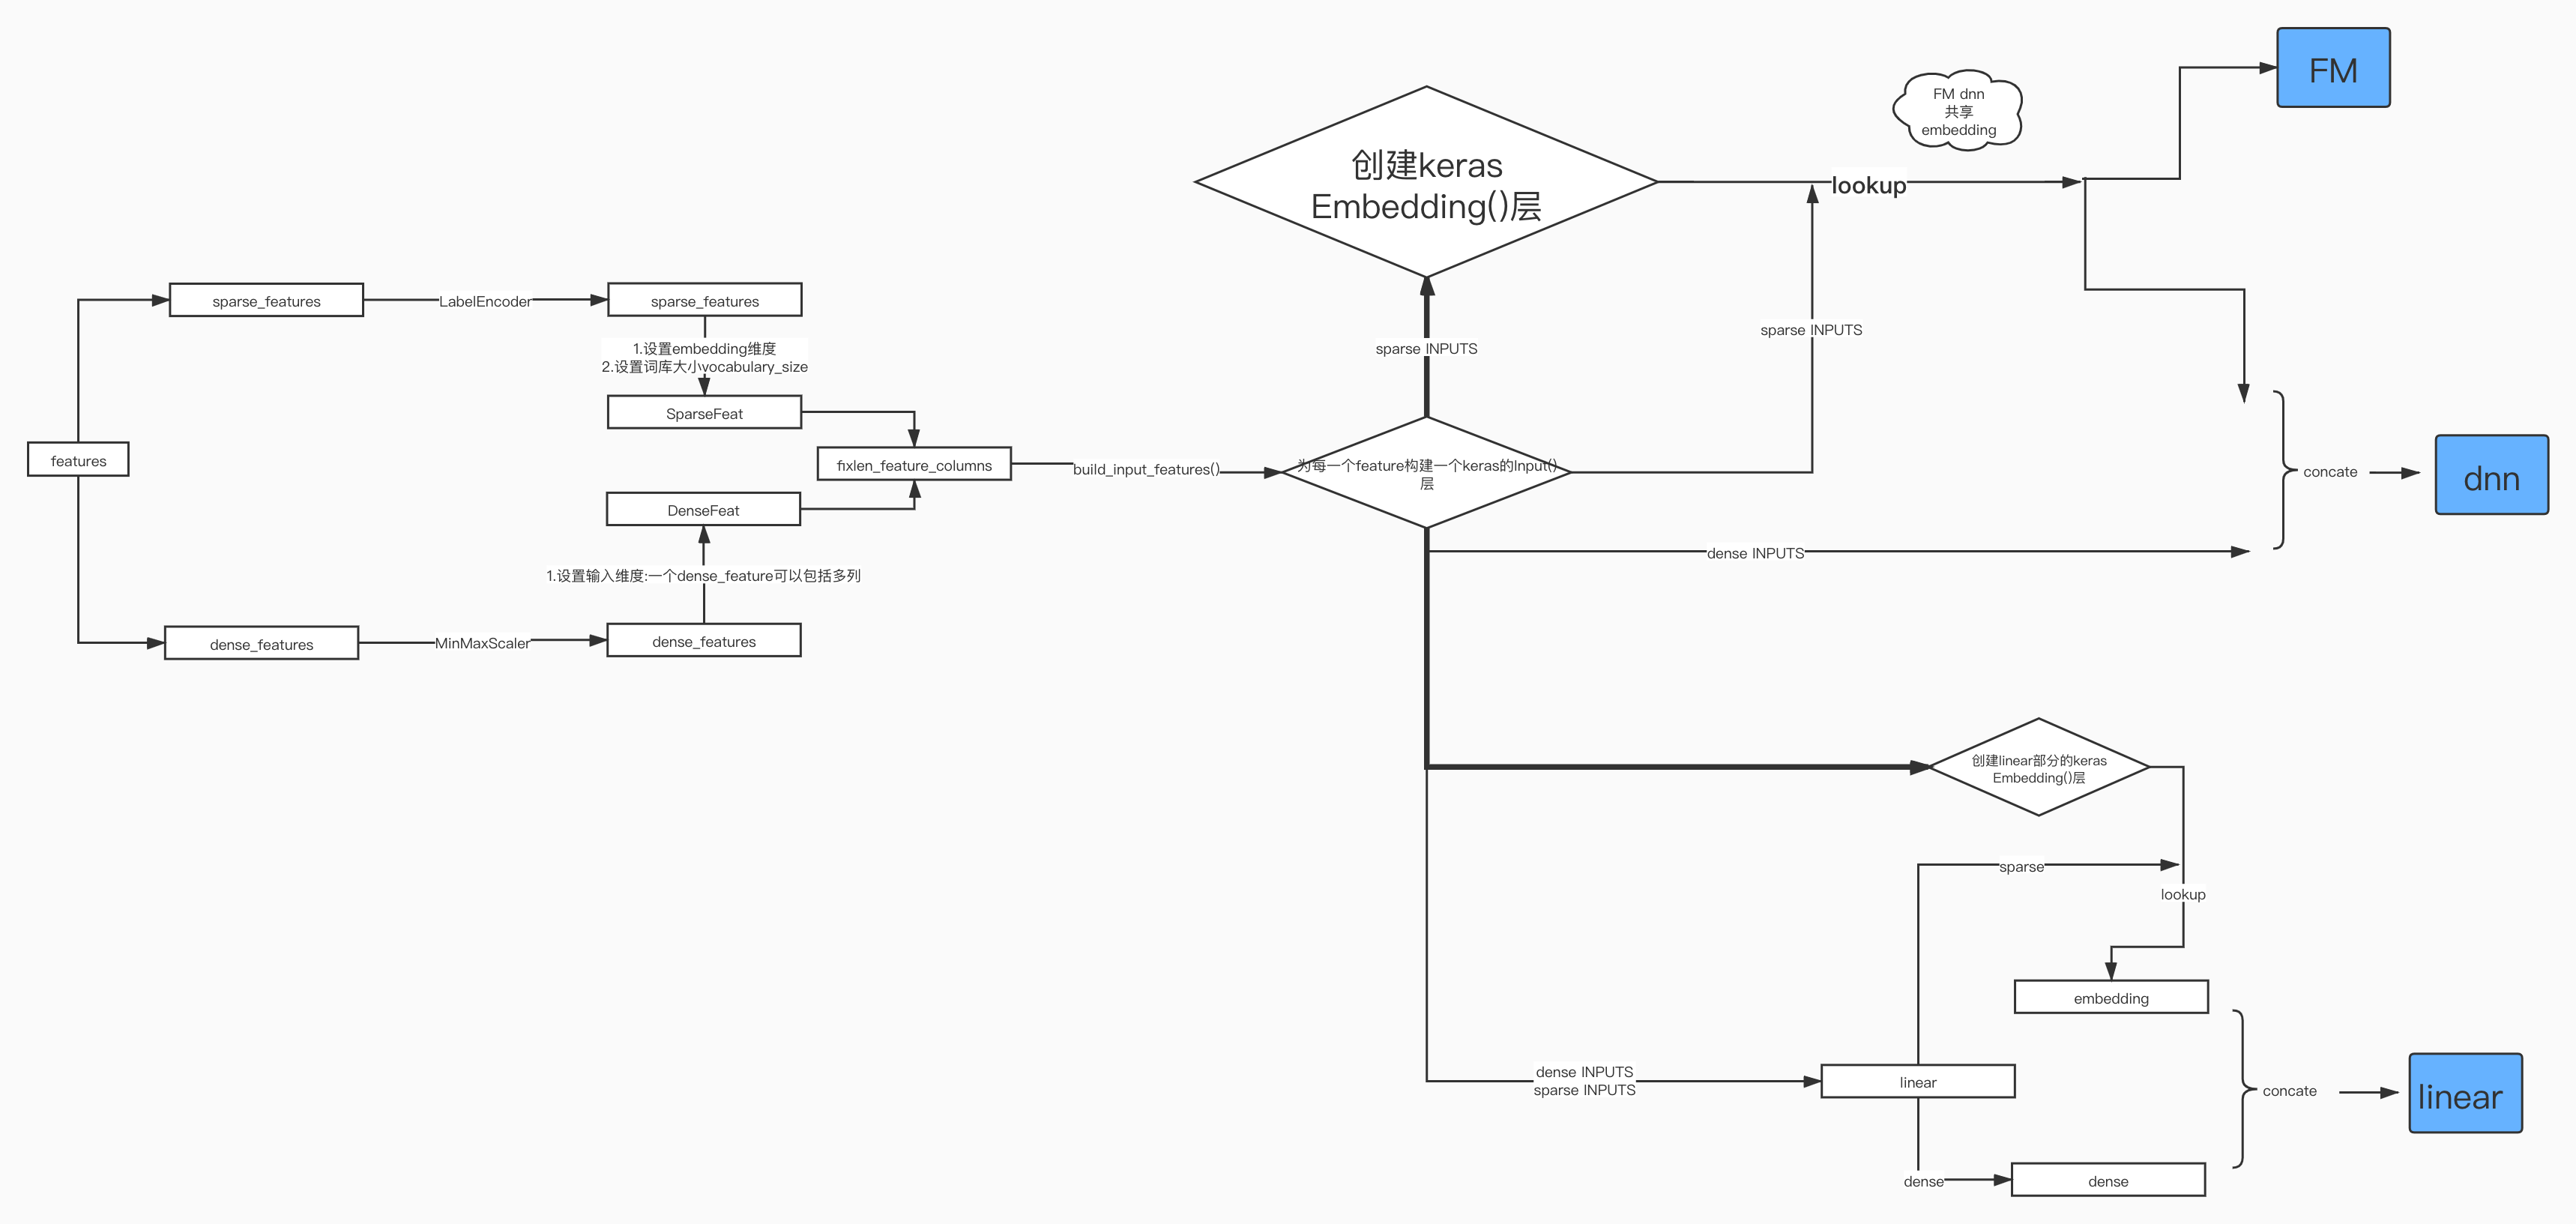 FM
FM dnn
共享
embedding
创建keras
Embedding()层
lookup
sparse_features
LabelEncoder
sparse_features
sparse INPUTS
1.设置embedding维度
2.设置词库大小vocabulary_size
sparse INPUTS
SparseFeat
features
fixlen_feature_columns
build_input_features()
为每一个feature构建一个keras的Input()
层
concate
dnn
DenseFeat
dense INPUTS
1.设置输入维度:一个dense_feature可以包括多列
dense_features
MinMaxScaler
dense_features
创建linear部分的keras
Embedding()层
sparse
lookup
embedding
dense INPUTS
sparse INPUTS
linear
concate
linear
dense
dense